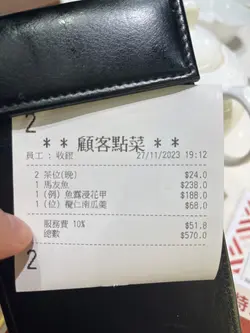 2
* * 顧客點菜 * *
員工 : 收銀 27/11/2023 19:12
2 茶位(晚) $24.0
1 馬友魚 $238.0
1 (例) 魚露浸花甲 $188.0
1 (位) 欖仁南瓜羹 $68.0
服務費 10% $51.8
總數 $570.0
2